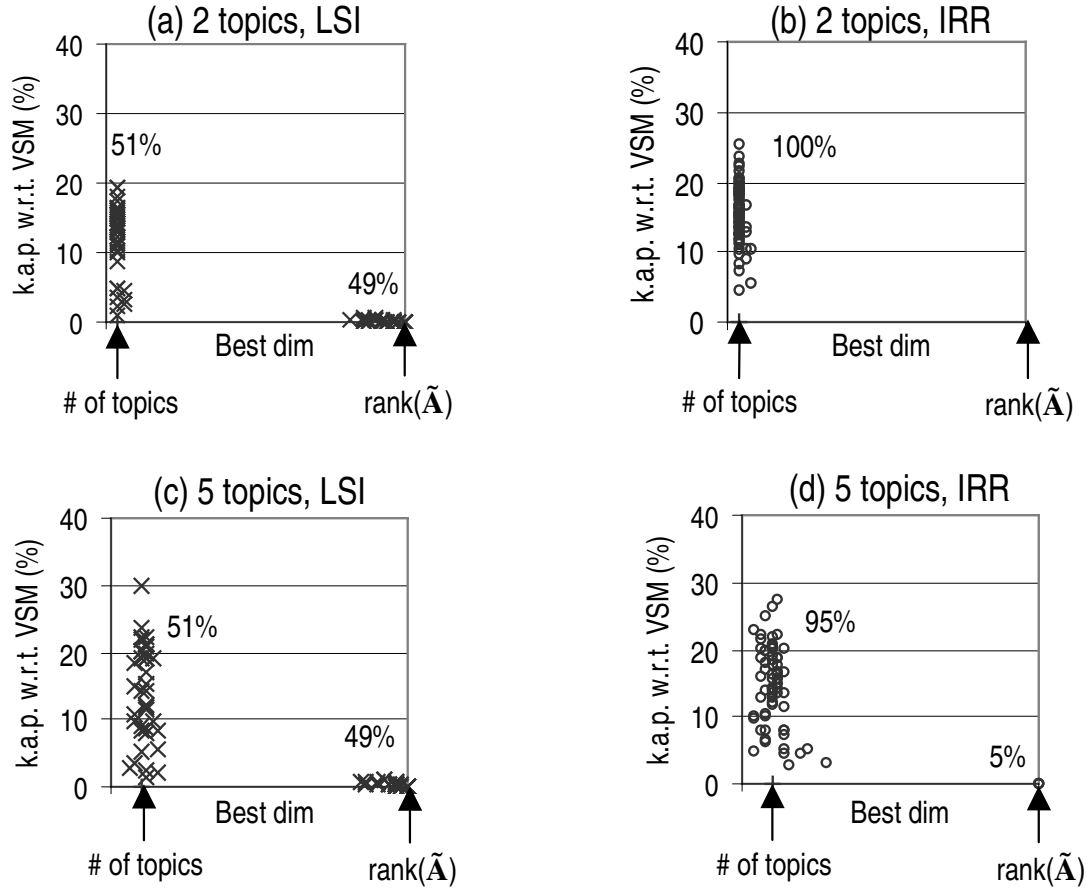 (a) 2 topics, LSI
k.a.p. w.r.t. VSM (%)
40
30
20
10
0
51%
49%
Best dim
# of topics
rank(Ã)
(b) 2 topics, IRR
k.a.p. w.r.t. VSM (%)
40
30
20
10
0
100%
Best dim
# of topics
rank(Ã)
(c) 5 topics, LSI
k.a.p. w.r.t. VSM (%)
40
30
20
10
0
51%
49%
Best dim
# of topics
rank(Ã)
(d) 5 topics, IRR
k.a.p. w.r.t. VSM (%)
40
30
20
10
0
95%
5%
Best dim
# of topics
rank(Ã)